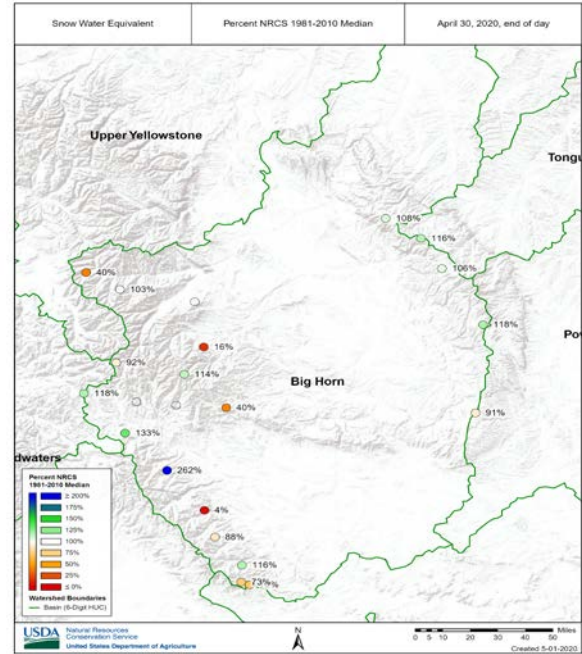 Snow Water Equivalent
Percent NRCS 1981-2010 Median
April 30, 2020, end of day
Upper Yellowstone
Tongu
108%
116%
106%
40%
103%
118%
16%
Pov
92%
114%
Big Horn
118%
40%
91%
133%
dwaters
262%
4%
88%
116%
73%
%
Percent NRCS
1981-2010 Median
≥ 200%
175%
150%
125%
100%
75%
50%
25%
≤ 0%
Watershed Boundaries
Basin (6-Digit HUC)
USDA
Natural Resources
Conservation Service
United States Department of Agriculture
N
Miles
0 5 10 20 30 40 50
Created 5-01-2020